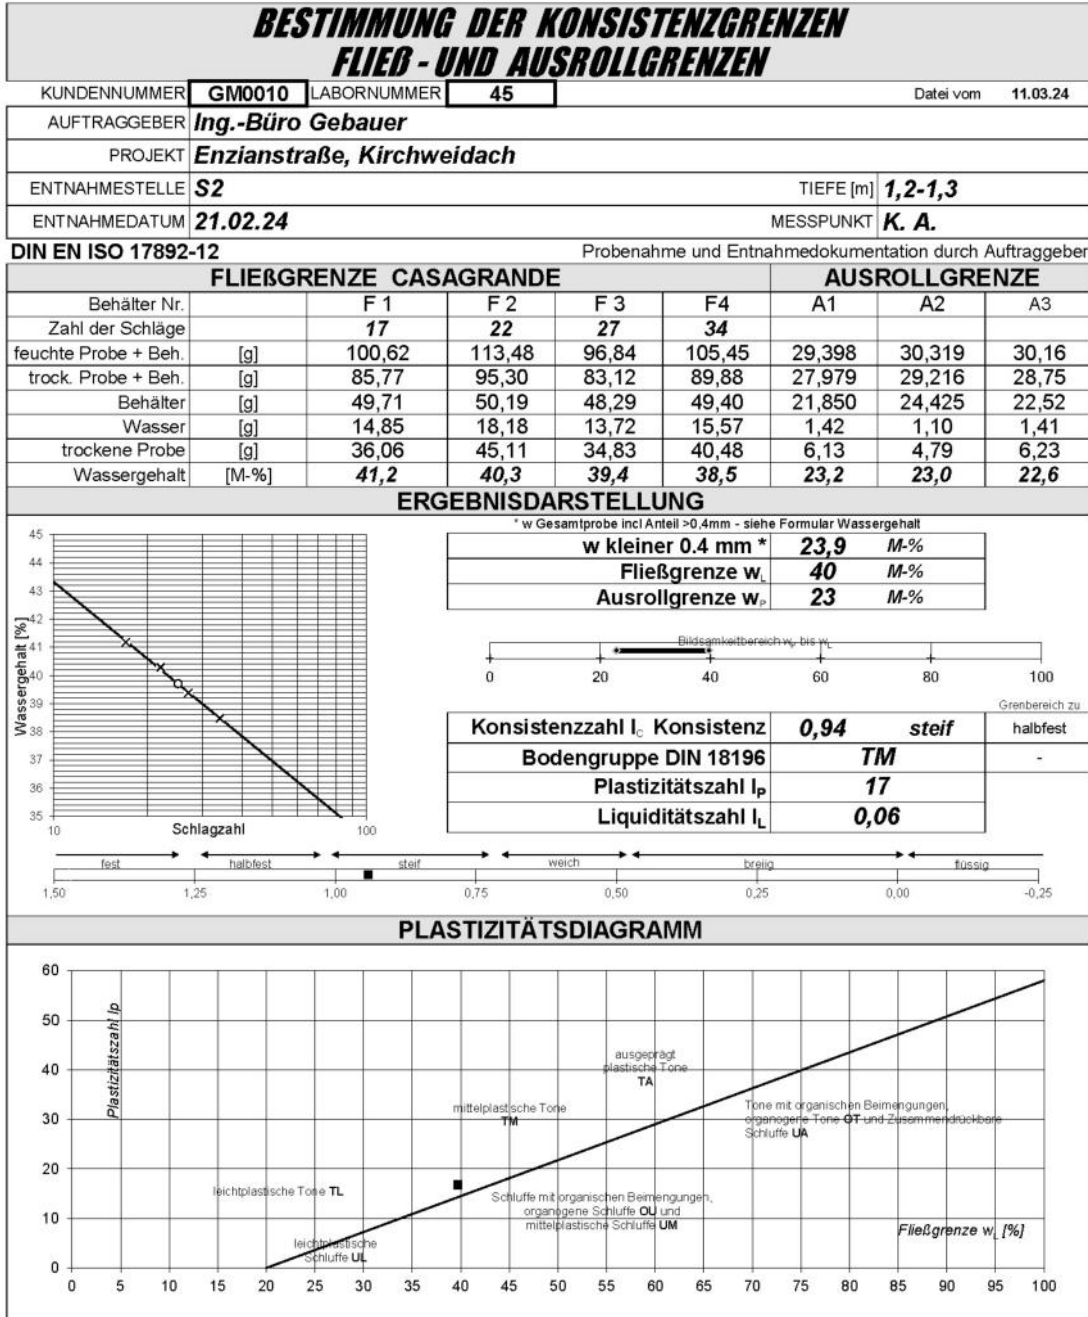 BESTIMMUNG DER KONSISTENZGRENZEN
FLIEß - UND AUSROLLGRENZEN
KUNDENNUMMER GM0010 LABORNUMMER 45 Datei vom 11.03.24
AUFTRAGGEBER Ing.-Büro Gebauer
PROJEKT Enzianstraße, Kirchweidach
ENTNAHMESTELLE S2 TIEFE [m] 1,2-1,3
ENTNAHMEDATUM 21.02.24 MESSPUNKT K. A.
DIN EN ISO 17892-12 Probenahme und Entnahmedokumentation durch Auftraggeber
FLIEßGRENZE CASAGRANDE AUSROLLGRENZE
Behälter Nr. F 1 F 2 F 3 F4 A1 A2 A3
Zahl der Schläge 17 22 27 34
feuchte Probe + Beh. [g] 100,62 113,48 96,84 105,45 29,398 30,319 30,16
trock. Probe + Beh. [g] 85,77 95,30 83,12 89,88 27,979 29,216 28,75
Behälter [g] 49,71 50,19 48,29 49,40 21,850 24,425 22,52
Wasser [g] 14,85 18,18 13,72 15,57 1,42 1,10 1,41
trockene Probe [g] 36,06 45,11 34,83 40,48 6,13 4,79 6,23
Wassergehalt [M-%] 41,2 40,3 39,4 38,5 23,2 23,0 22,6
ERGEBNISDARSTELLUNG
* w Gesamtprobe incl Anteil >0,4mm - siehe Formular Wassergehalt
w kleiner 0.4 mm * 23,9 M-%
Fließgrenze wL 40 M-%
Ausrollgrenze wP 23 M-%
Wassergehalt [%]
45
44
43
42
41
40
39
38
37
36
35
10 Schlagzahl 100
Bildsamkeitbereich wP bis wL
0 20 40 60 80 100
Grenbereich zu
Konsistenzzahl IC Konsistenz 0,94 steif halbfest
Bodengruppe DIN 18196 TM -
Plastizitätszahl IP 17
Liquiditätszahl IL 0,06
fest halbfest steif weich breiig flüssig
1,50 1,25 1,00 0,75 0,50 0,25 0,00 -0,25
PLASTIZITÄTSDIAGRAMM
Plastizitätszahl Ip
60
50
40
30
20
10
0
ausgeprägt
plastische Tone
TA
mittelplastische Tone
TM
Tone mit organischen Beimengungen,
organogene Tone OT und Zusammendrückbare
Schluffe UA
leichtplastische Tone TL
Schluffe mit organischen Beimengungen,
organogene Schluffe OU und
mittelplastische Schluffe UM
leichtplastische
Schluffe UL
Fließgrenze wL [%]
0 5 10 15 20 25 30 35 40 45 50 55 60 65 70 75 80 85 90 95 100